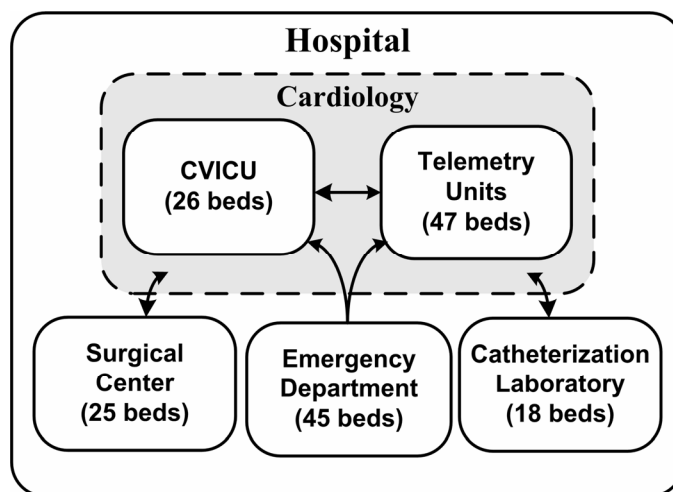 Hospital
Cardiology
CVICU
(26 beds)
Telemetry
Units
(47 beds)
Surgical
Center
(25 beds)
Emergency
Department
(45 beds)
Catheterization
Laboratory
(18 beds)